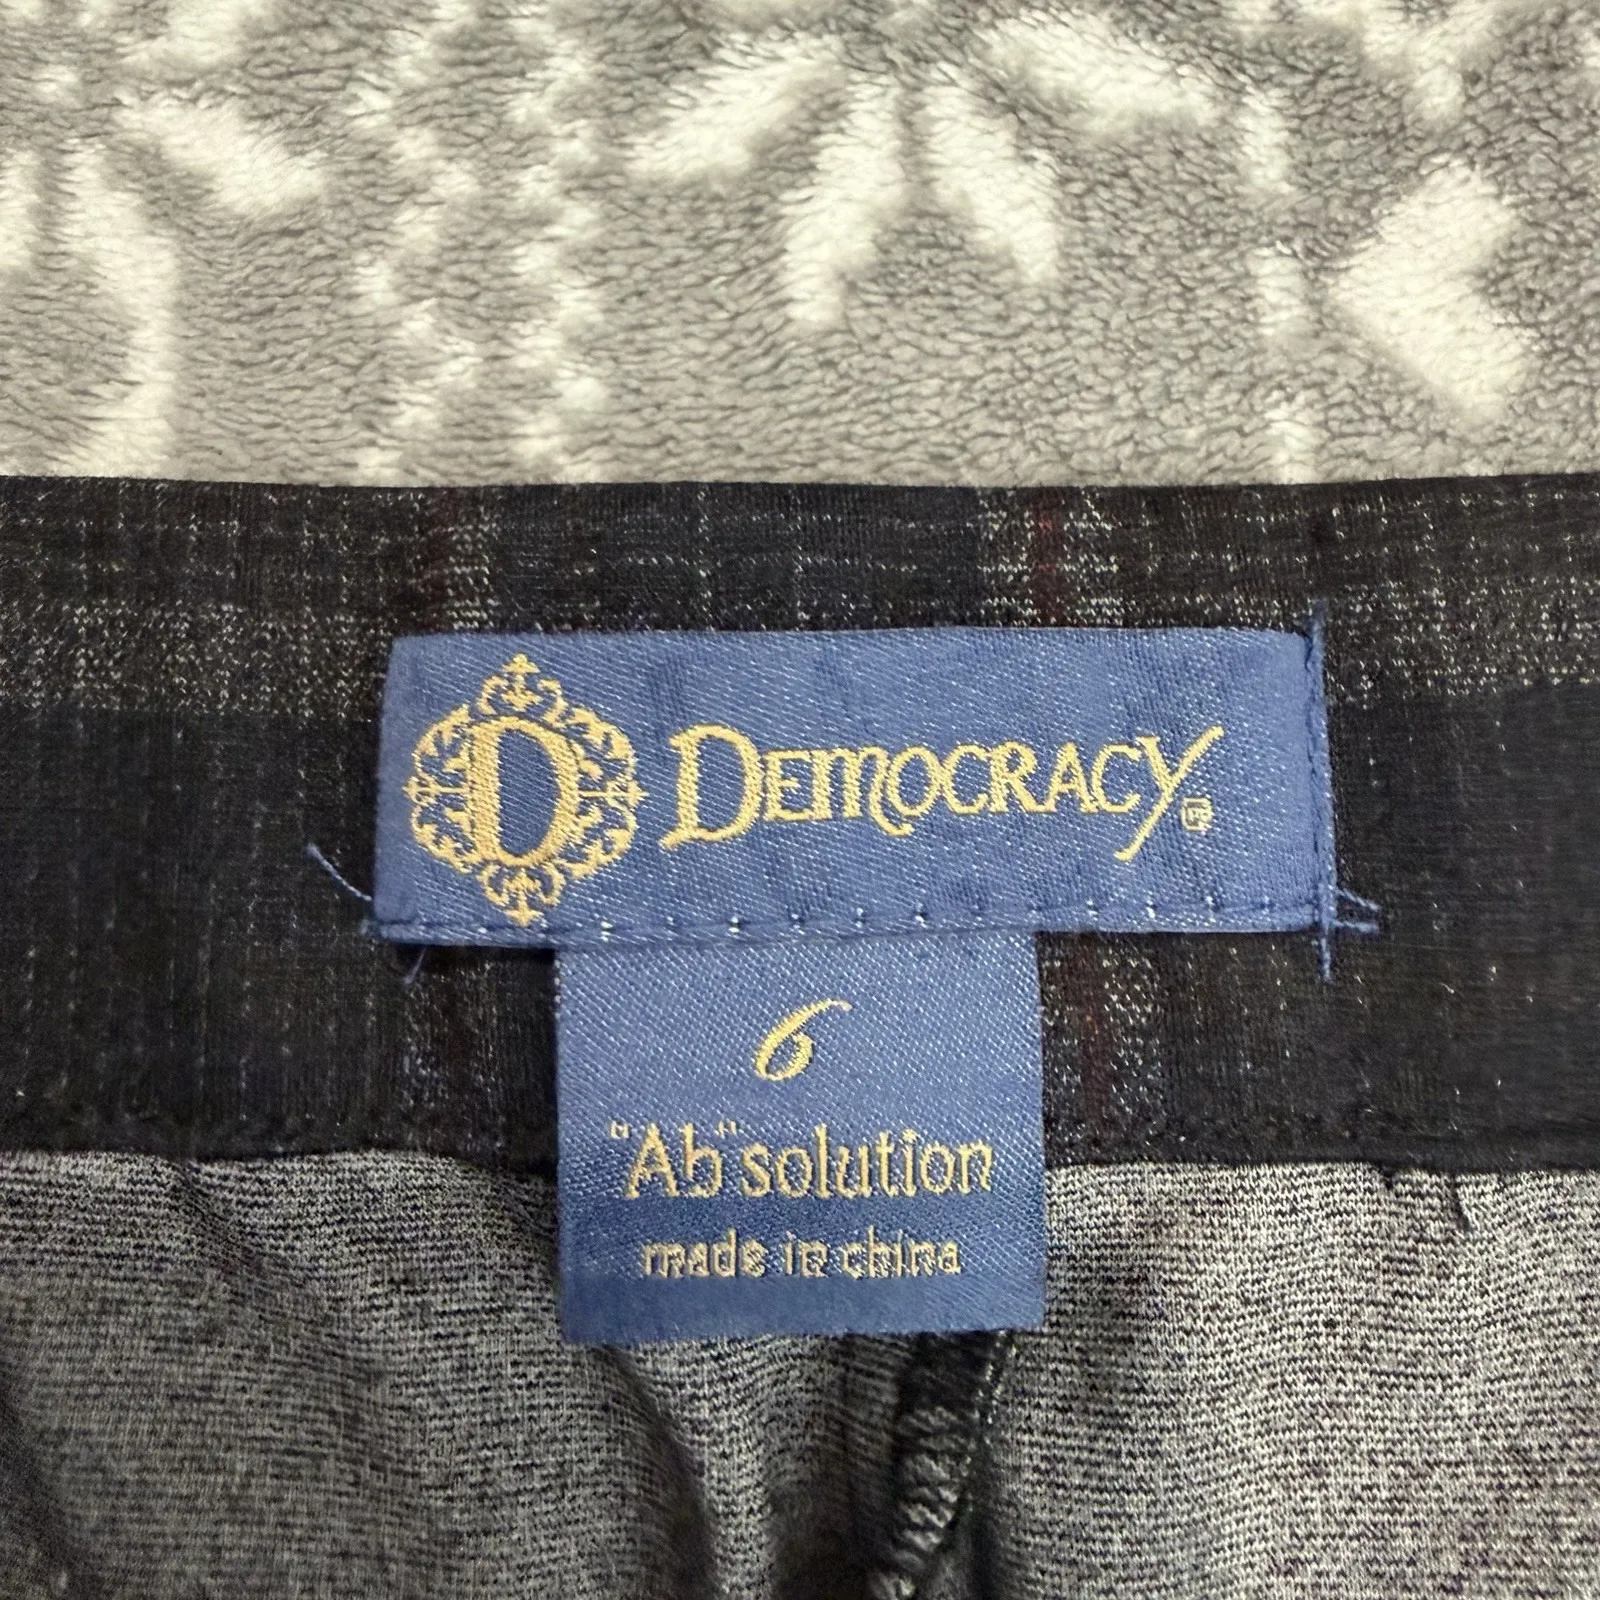 D DEMOCRACY®
6
"Ab"solution
made in china